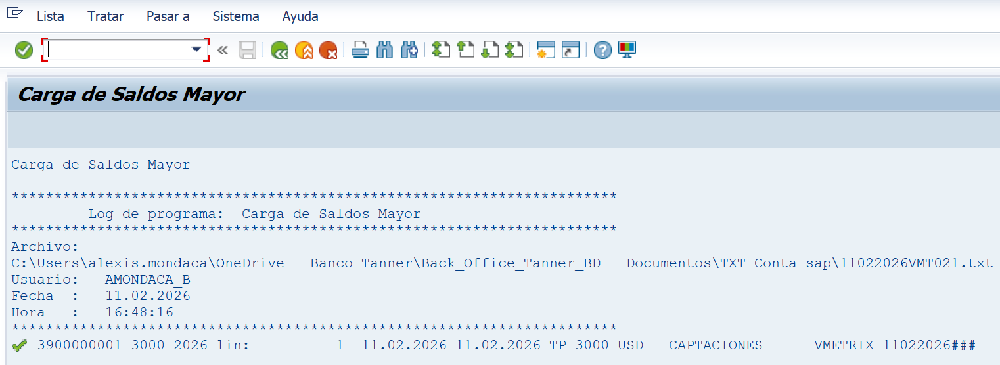 Lista Tratar Pasar a Sistema Ayuda
Carga de Saldos Mayor
Carga de Saldos Mayor
***********************************************************************
Log de programa: Carga de Saldos Mayor
***********************************************************************
Archivo:
C:\Users\alexis.mondaca\OneDrive - Banco Tanner\Back_Office_Tanner_BD - Documentos\TXT Conta-sap\11022026VMT021.txt
Usuario: AMONDACA_B
Fecha : 11.02.2026
Hora : 16:48:16
***********************************************************************
3900000001-3000-2026 lin: 1 11.02.2026 11.02.2026 TP 3000 USD CAPTACIONES VMETRIX 11022026###